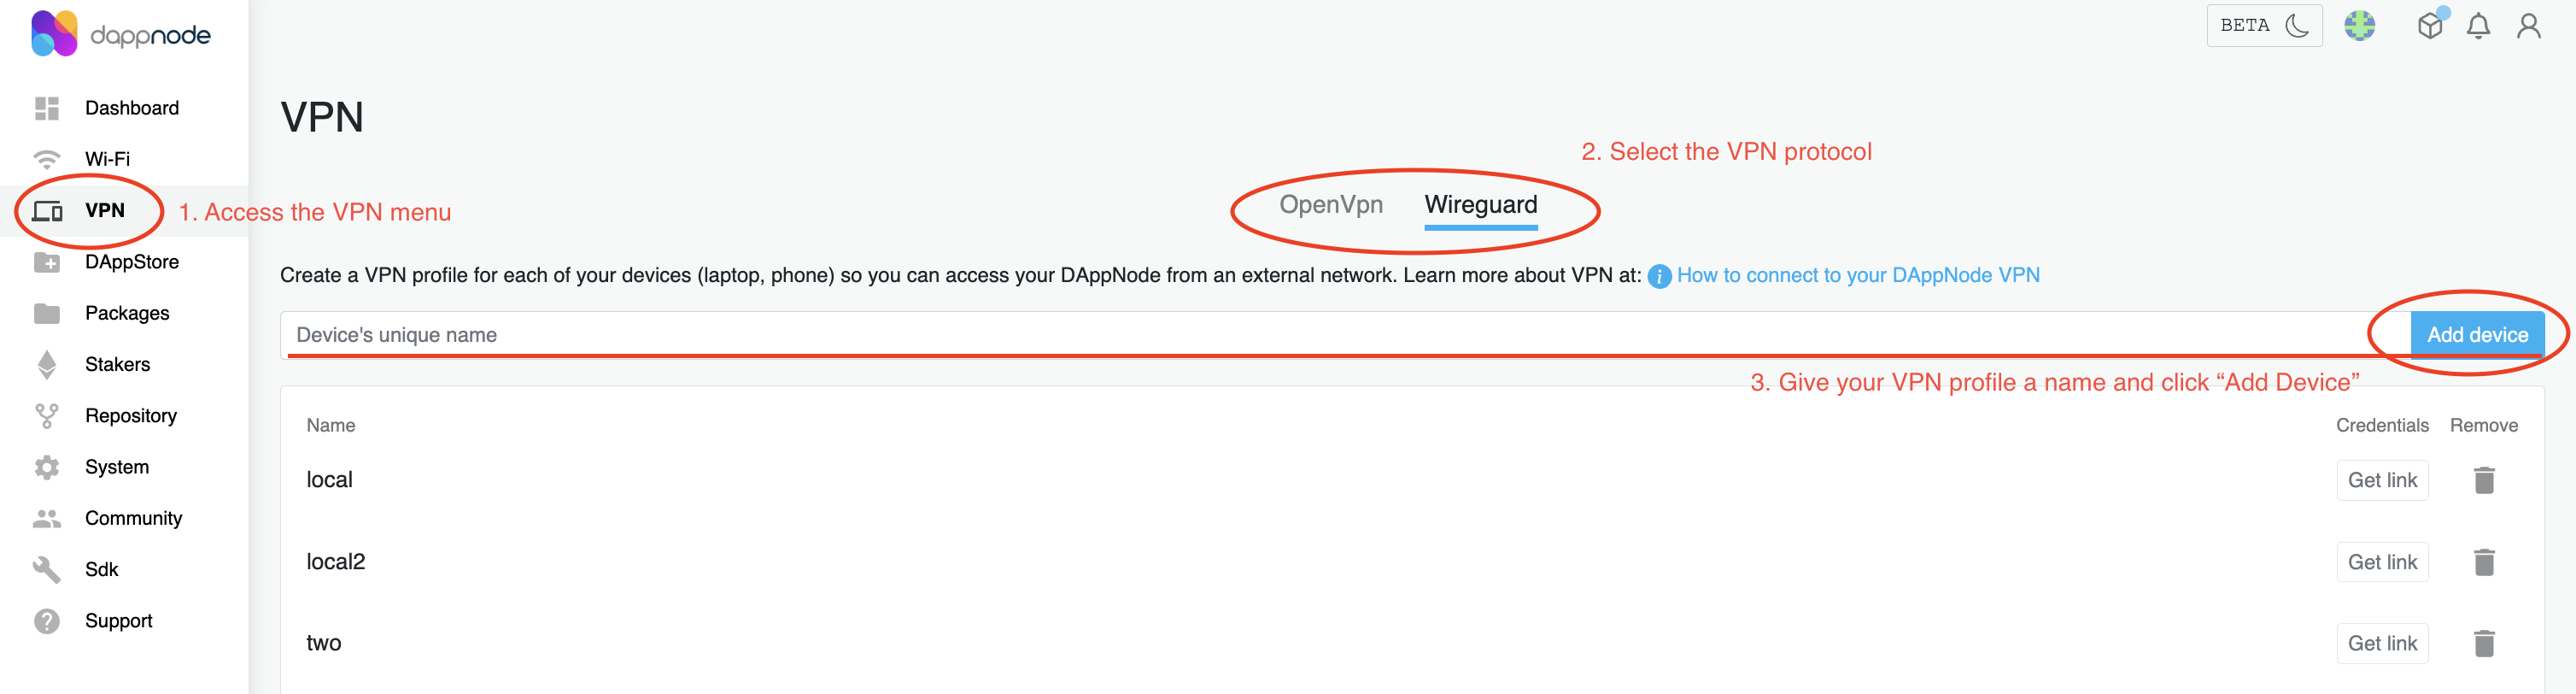 dappnode
BETA
Dashboard
Wi-Fi
VPN
DAppStore
Packages
Stakers
Repository
System
Community
Sdk
Support
1. Access the VPN menu
VPN
2. Select the VPN protocol
OpenVpn Wireguard
Create a VPN profile for each of your devices (laptop, phone) so you can access your DAppNode from an external network. Learn more about VPN at: i How to connect to your DAppNode VPN
Device's unique name Add device
3. Give your VPN profile a name and click “Add Device”
Name Credentials Remove
local Get link
local2 Get link
two Get link